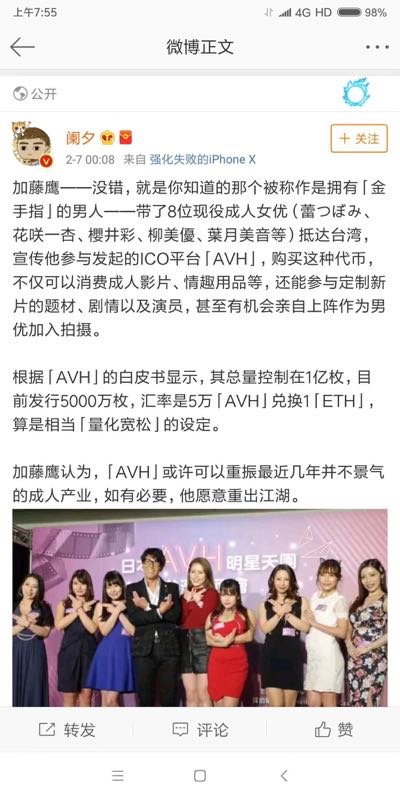 上午7:55
4G HD 98%
微博正文
公开
阑夕
2-7 00:08 来自 强化失败的iPhone X
+ 关注
加藤鹰——没错，就是你知道的那个被称作是拥有「金
手指」的男人——带了8位现役成人女优（蕾つぼみ、
花咲一杏、櫻井彩、柳美優、葉月美音等）抵达台湾，
宣传他参与发起的ICO平台「AVH」，购买这种代币，
不仅可以消费成人影片、情趣用品等，还能参与定制新
片的题材、剧情以及演员，甚至有机会亲自上阵作为男
优加入拍摄。
根据「AVH」的白皮书显示，其总量控制在1亿枚，目
前发行5000万枚，汇率是5万「AVH」兑换1「ETH」，
算是相当「量化宽松」的设定。
加藤鹰认为，「AVH」或许可以重振最近几年并不景气
的成人产业，如有必要，他愿意重出江湖。
日本AVH明星天團
會
转发
评论
赞